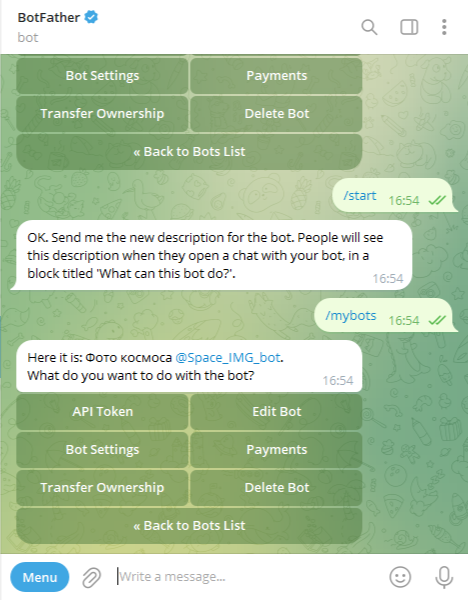 BotFather
bot
Bot Settings
Payments
Transfer Ownership
Delete Bot
« Back to Bots List
/start
16:54
OK. Send me the new description for the bot. People will see
this description when they open a chat with your bot, in a
block titled 'What can this bot do?'.
16:54
/mybots
16:54
Here it is: Фото космоса @Space_IMG_bot.
What do you want to do with the bot?
16:54
API Token
Edit Bot
Bot Settings
Payments
Transfer Ownership
Delete Bot
« Back to Bots List
Menu
Write a message...